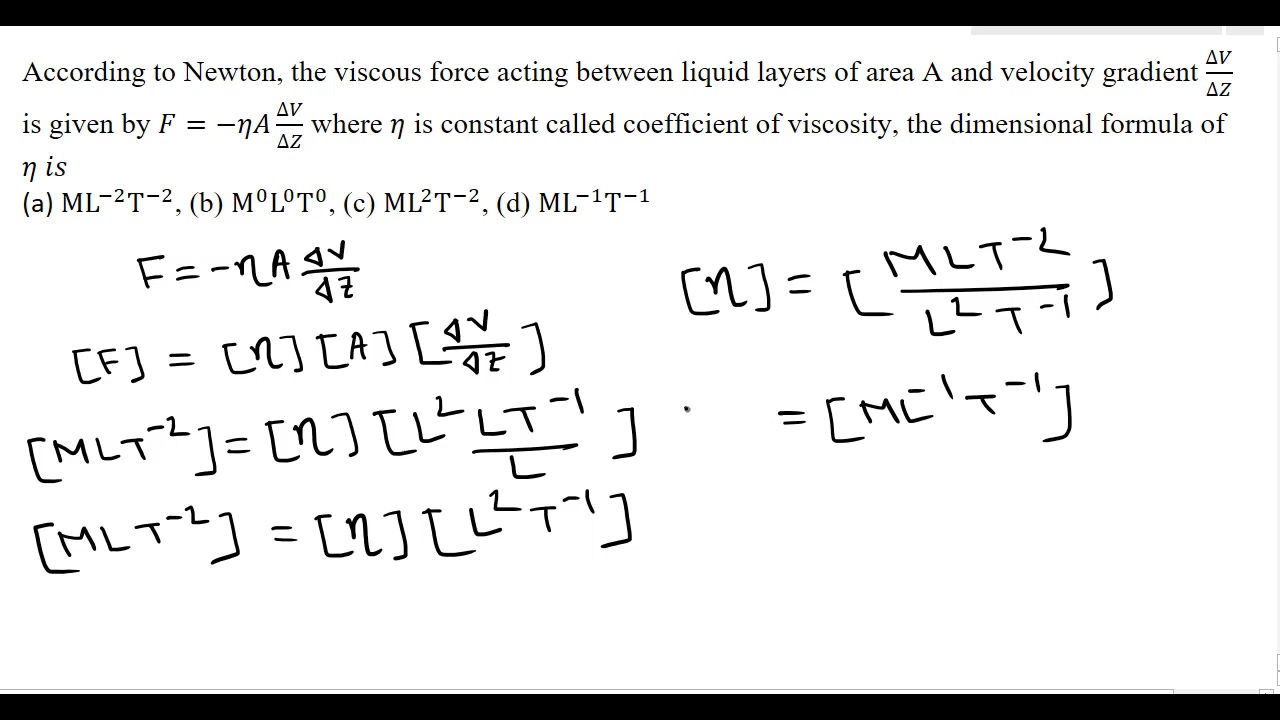 According to Newton, the viscous force acting between liquid layers of area A and velocity gradient ΔV/ΔZ
is given by F = −ηA ΔV/ΔZ where η is constant called coefficient of viscosity, the dimensional formula of
η is
(a) ML⁻²T⁻², (b) M⁰L⁰T⁰, (c) ML²T⁻², (d) ML⁻¹T⁻¹
F = -ηA ΔV/ΔZ
[F] = [η][A][ΔV/ΔZ]
[MLT⁻²] = [η][L² LT⁻¹/L]
[MLT⁻²] = [η][L²T⁻¹]
[η] = [MLT⁻²/L²T⁻¹]
= [ML⁻¹T⁻¹]